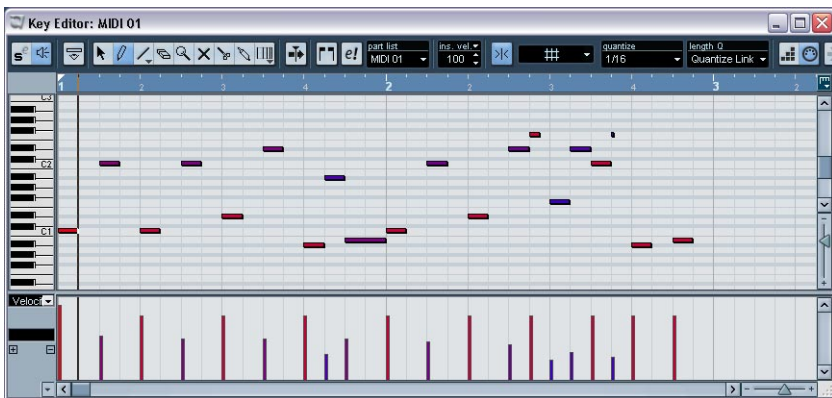 Key Editor: MIDI 01
part list
MIDI 01
ins. vel.
100
quantize
1/16
length Q
Quantize Link
1 2 3 4 2 2 3 4 3 2
C3
C2
C1
Veloci